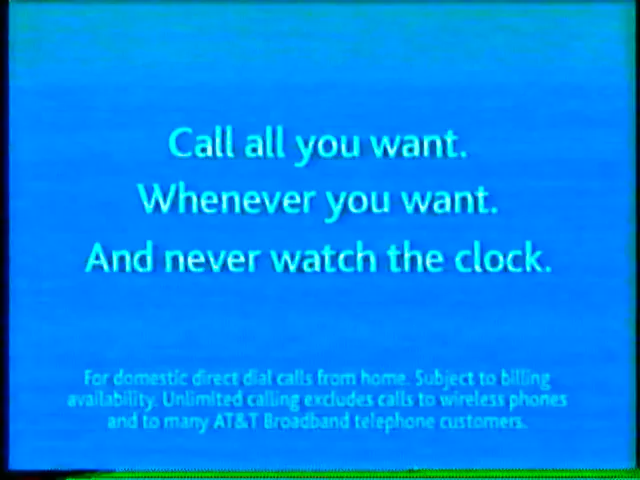 Call all you want.
Whenever you want.
And never watch the clock.
For domestic direct dial calls from home. Subject to billing
availability. Unlimited calling excludes calls to wireless phones
and to many AT&T Broadband telephone customers.